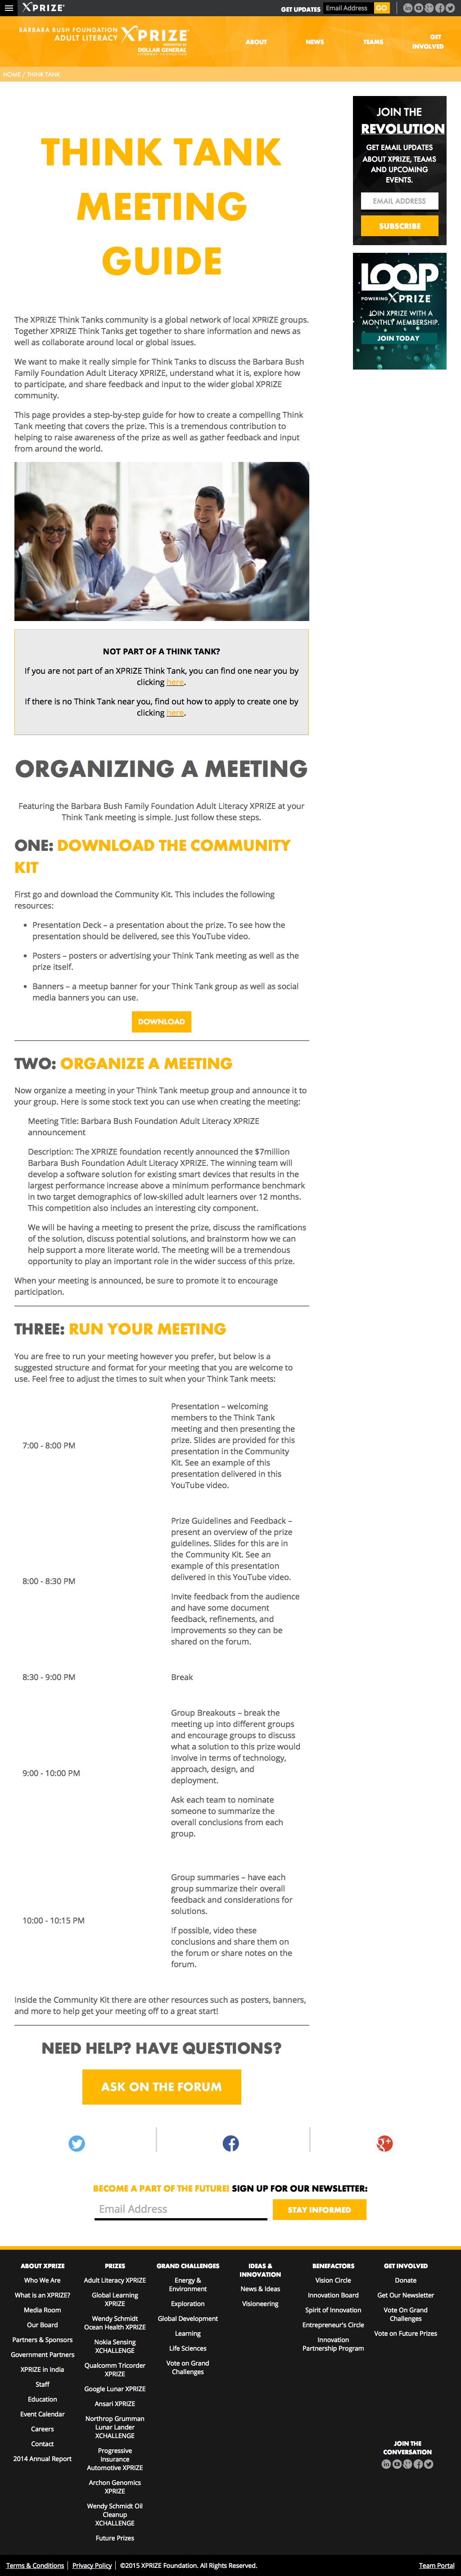 XPRIZE
GET UPDATES Email Address GO
BARBARA BUSH FOUNDATION
ADULT LITERACY XPRIZE
PRESENTED BY
DOLLAR GENERAL
LITERACY FOUNDATION
ABOUT
NEWS
TEAMS
GET
INVOLVED
HOME / THINK TANK
THINK TANK
MEETING
GUIDE
The XPRIZE Think Tanks community is a global network of local XPRIZE groups.
Together XPRIZE Think Tanks get together to share information and news as
well as collaborate around local or global issues.
We want to make it really simple for Think Tanks to discuss the Barbara Bush
Family Foundation Adult Literacy XPRIZE, understand what it is, explore how
to participate, and share feedback and input to the wider global XPRIZE
community.
This page provides a step-by-step guide for how to create a compelling Think
Tank meeting that covers the prize. This is a tremendous contribution to
helping to raise awareness of the prize as well as gather feedback and input
from around the world.
JOIN THE
REVOLUTION
GET EMAIL UPDATES
ABOUT XPRIZE, TEAMS
AND UPCOMING
EVENTS.
EMAIL ADDRESS
SUBSCRIBE
LOOP
POWERING XPRIZE
JOIN XPRIZE WITH A
MONTHLY MEMBERSHIP.
JOIN TODAY
NOT PART OF A THINK TANK?
If you are not part of an XPRIZE Think Tank, you can find one near you by
clicking here.
If there is no Think Tank near you, find out how to apply to create one by
clicking here.
ORGANIZING A MEETING
Featuring the Barbara Bush Family Foundation Adult Literacy XPRIZE at your
Think Tank meeting is simple. Just follow these steps.
ONE: DOWNLOAD THE COMMUNITY
KIT
First go and download the Community Kit. This includes the following
resources:
• Presentation Deck – a presentation about the prize. To see how the
presentation should be delivered, see this YouTube video.
• Posters – posters or advertising your Think Tank meeting as well as the
prize itself.
• Banners – a meetup banner for your Think Tank group as well as social
media banners you can use.
DOWNLOAD
TWO: ORGANIZE A MEETING
Now organize a meeting in your Think Tank meetup group and announce it to
your group. Here is some stock text you can use when creating the meeting:
Meeting Title: Barbara Bush Foundation Adult Literacy XPRIZE
announcement
Description: The XPRIZE foundation recently announced the $7million
Barbara Bush Foundation Adult Literacy XPRIZE. The winning team will
develop a software solution for existing smart devices that results in the
largest performance increase above a minimum performance benchmark
in two target demographics of low-skilled adult learners over 12 months.
This competition also includes an interesting city component.
We will be having a meeting to present the prize, discuss the ramifications
of the solution, discuss potential solutions, and brainstorm how we can
help support a more literate world. The meeting will be a tremendous
opportunity to play an important role in the wider success of this prize.
When your meeting is announced, be sure to promote it to encourage
participation.
THREE: RUN YOUR MEETING
You are free to run your meeting however you prefer, but below is a
suggested structure and format for your meeting that you are welcome to
use. Feel free to adjust the times to suit when your Think Tank meets:
7:00 - 8:00 PM
Presentation – welcoming
members to the Think Tank
meeting and then presenting the
prize. Slides are provided for this
presentation in the Community
Kit. See an example of this
presentation delivered in this
YouTube video.
8:00 - 8:30 PM
Prize Guidelines and Feedback –
present an overview of the prize
guidelines. Slides for this are in
the Community Kit. See an
example of this presentation
delivered in this YouTube video.
Invite feedback from the audience
and have some document
feedback, refinements, and
improvements so they can be
shared on the forum.
8:30 - 9:00 PM
Break
9:00 - 10:00 PM
Group Breakouts – break the
meeting up into different groups
and encourage groups to discuss
what a solution to this prize would
involve in terms of technology,
approach, design, and
deployment.
Ask each team to nominate
someone to summarize the
overall conclusions from each
group.
10:00 - 10:15 PM
Group summaries – have each
group summarize their overall
feedback and considerations for
solutions.
If possible, video these
conclusions and share them on
the forum or share notes on the
forum.
Inside the Community Kit there are other resources such as posters, banners,
and more to help get your meeting off to a great start!
NEED HELP? HAVE QUESTIONS?
ASK ON THE FORUM
BECOME A PART OF THE FUTURE! SIGN UP FOR OUR NEWSLETTER:
Email Address
STAY INFORMED
ABOUT XPRIZE
Who We Are
What is an XPRIZE?
Media Room
Our Board
Partners & Sponsors
Government Partners
XPRIZE in India
Staff
Education
Event Calendar
Careers
Contact
2014 Annual Report
PRIZES
Adult Literacy XPRIZE
Global Learning
XPRIZE
Wendy Schmidt
Ocean Health XPRIZE
Nokia Sensing
XCHALLENGE
Qualcomm Tricorder
XPRIZE
Google Lunar XPRIZE
Ansari XPRIZE
Northrop Grumman
Lunar Lander
XCHALLENGE
Progressive
Insurance
Automotive XPRIZE
Archon Genomics
XPRIZE
Wendy Schmidt Oil
Cleanup
XCHALLENGE
Future Prizes
GRAND CHALLENGES
Energy &
Environment
Exploration
Global Development
Learning
Life Sciences
Vote on Grand
Challenges
IDEAS &
INNOVATION
News & Ideas
Visioneering
BENEFACTORS
Vision Circle
Innovation Board
Spirit of Innovation
Entrepreneur's Circle
Innovation
Partnership Program
GET INVOLVED
Donate
Get Our Newsletter
Vote On Grand
Challenges
Vote on Future Prizes
JOIN THE
CONVERSATION
Terms & Conditions | Privacy Policy | ©2015 XPRIZE Foundation. All Rights Reserved.
Team Portal